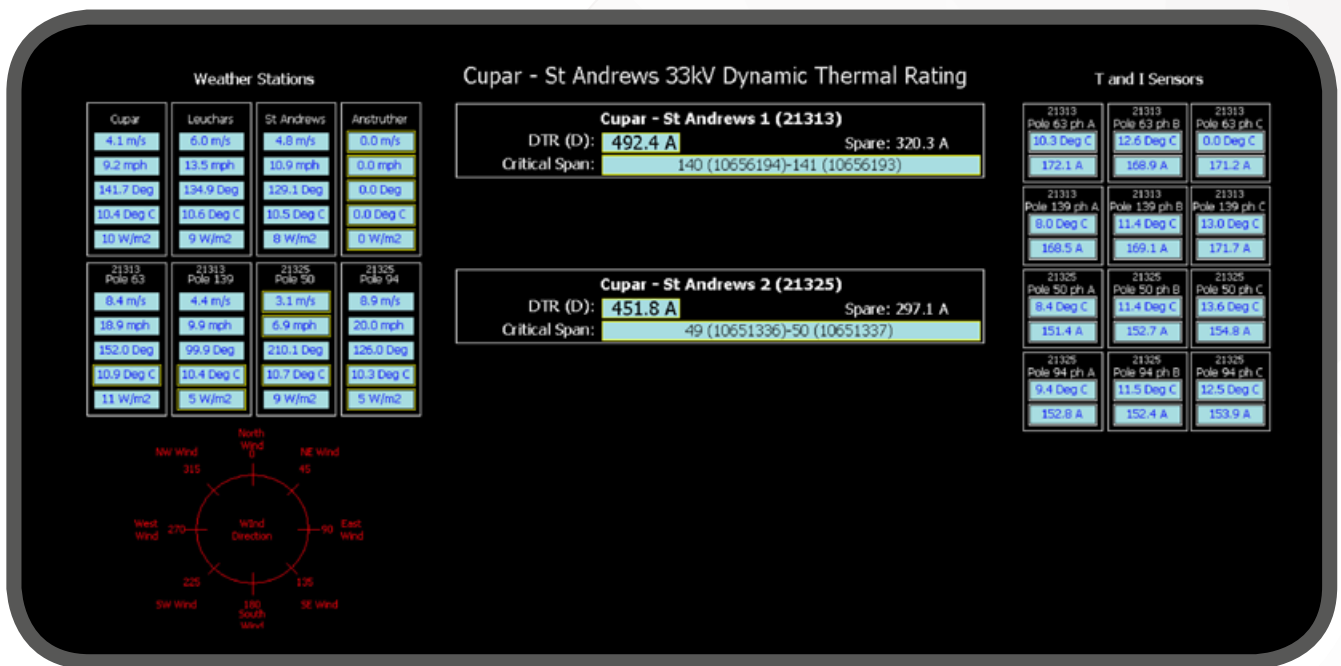 Cupar - St Andrews 33kV Dynamic Thermal Rating
Weather Stations
Cupar Leuchars St Andrews Anstruther
4.1 m/s 6.0 m/s 4.8 m/s 0.0 m/s
9.2 mph 13.5 mph 10.9 mph 0.0 mph
141.7 Deg 134.9 Deg 129.1 Deg 0.0 Deg
10.4 Deg C 10.6 Deg C 10.5 Deg C 0.0 Deg C
10 W/m2 9 W/m2 8 W/m2 0 W/m2
21313 21313 21325 21325
Pole 63 Pole 139 Pole 50 Pole 94
8.4 m/s 4.4 m/s 3.1 m/s 8.9 m/s
18.9 mph 9.9 mph 6.9 mph 20.0 mph
152.0 Deg 99.9 Deg 210.1 Deg 126.0 Deg
10.9 Deg C 10.4 Deg C 10.7 Deg C 10.3 Deg C
11 W/m2 5 W/m2 9 W/m2 5 W/m2
North
Wind
0
NW Wind NE Wind
315 45
West
Wind
270
Wind
Direction
90
East
Wind
225 135
SW Wind SE Wind
180
South
Wind
Cupar - St Andrews 1 (21313)
DTR (D): 492.4 A Spare: 320.3 A
Critical Span: 140 (10656194)-141 (10656193)
Cupar - St Andrews 2 (21325)
DTR (D): 451.8 A Spare: 297.1 A
Critical Span: 49 (10651336)-50 (10651337)
T and I Sensors
21313 21313 21313
Pole 63 ph A Pole 63 ph B Pole 63 ph C
10.3 Deg C 12.6 Deg C 0.0 Deg C
172.1 A 168.9 A 171.2 A
21313 21313 21313
Pole 139 ph A Pole 139 ph B Pole 139 ph C
8.0 Deg C 11.4 Deg C 13.0 Deg C
168.5 A 169.1 A 171.7 A
21325 21325 21325
Pole 50 ph A Pole 50 ph B Pole 50 ph C
8.4 Deg C 11.4 Deg C 13.6 Deg C
151.4 A 152.7 A 154.8 A
21325 21325 21325
Pole 94 ph A Pole 94 ph B Pole 94 ph C
9.4 Deg C 11.5 Deg C 12.5 Deg C
152.8 A 152.4 A 153.9 A